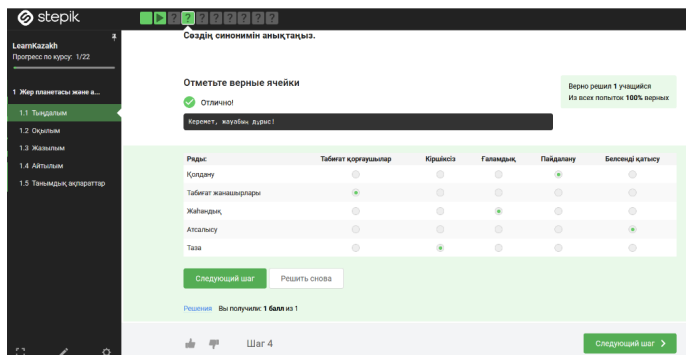 stepik
LearnKazakh
Прогресс по курсу: 1/22
1 Жер планетасы және а...
1.1 Тыңдалым
1.2 Оқылым
1.3 Жазылым
1.4 Айтылым
1.5 Танымдық ақпараттар
? ? ? ? ? ? ? ?
Сөздің синонимін анықтаңыз.
Отметьте верные ячейки
Отлично!
Керемет, жауабың дұрыс!
Верно решил 1 учащийся
Из всех попыток 100% верных
Ряды: Табиғат қорғаушылар Кіршіксіз Ғаламдық Пайдалану Белсенді қатысу
Қолдану
Табиғат жанашырлары
Жаһандық
Атсалысу
Таза
Следующий шаг Решить снова
Решения Вы получили: 1 балл из 1
Шаг 4 Следующий шаг